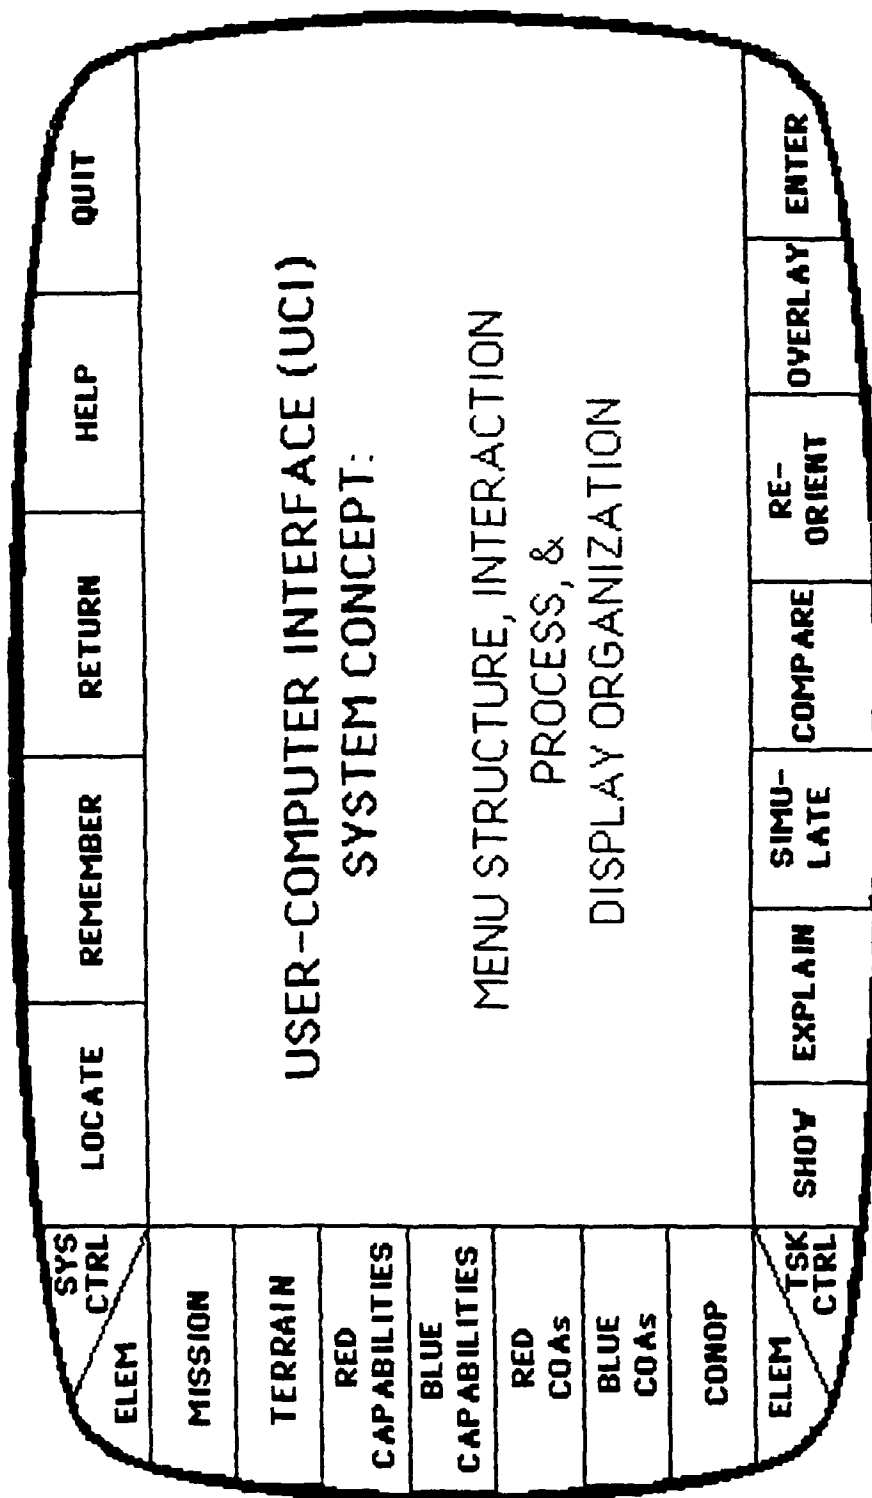 SYS
CTRL
LOCATE
REMEMBER
RETURN
HELP
QUIT
ELEM
MISSION
TERRAIN
RED
CAPABILITIES
BLUE
CAPABILITIES
RED
COAs
BLUE
COAs
CONOP
ELEM
USER-COMPUTER INTERFACE (UCI)
SYSTEM CONCEPT:
MENU STRUCTURE, INTERACTION
PROCESS, &
DISPLAY ORGANIZATION
TSK
CTRL
SHOW
EXPLAIN
SIMU-
LATE
COMPARE
RE-
ORIENT
OVERLAY
ENTER